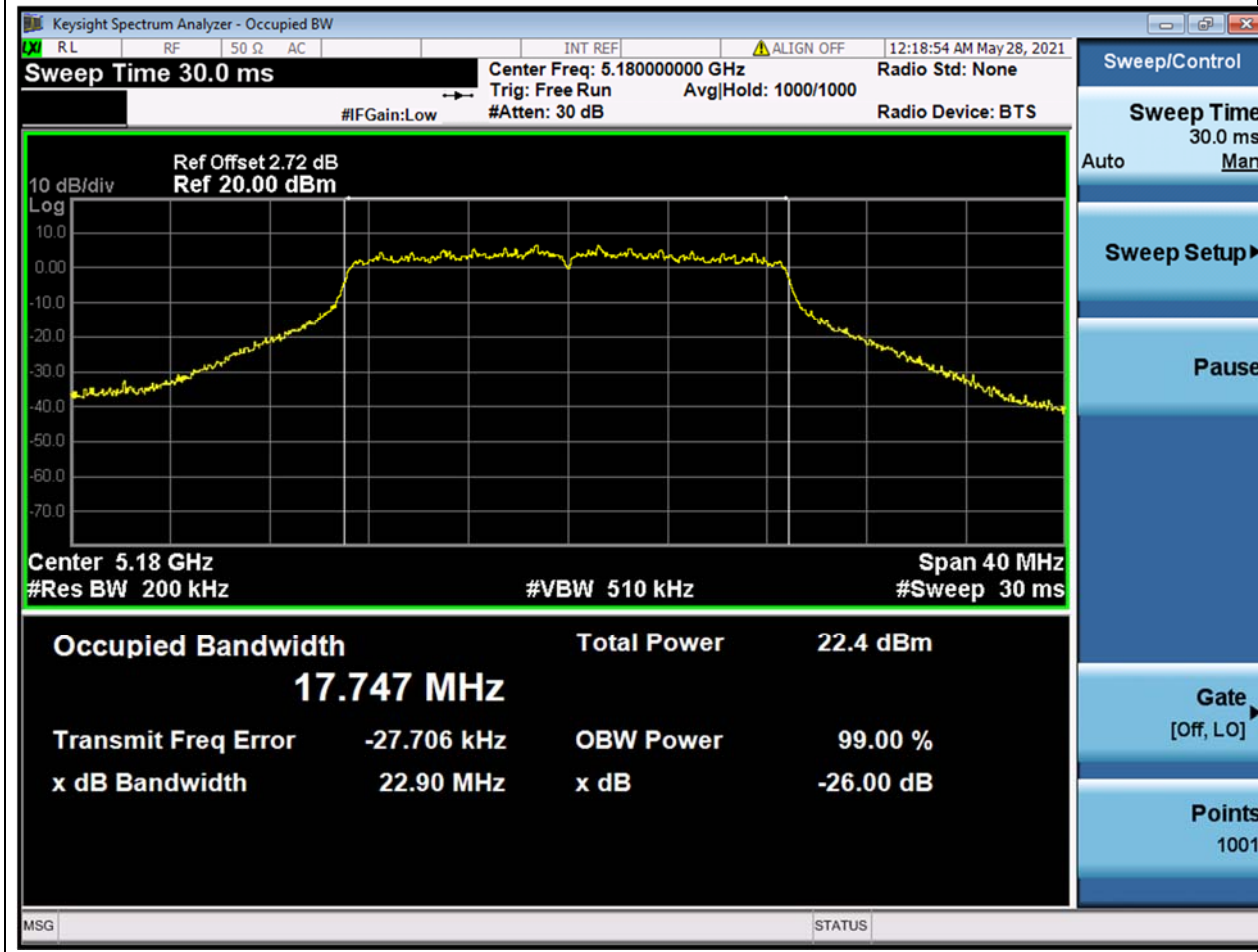 Keysight Spectrum Analyzer - Occupied BW
LXI RL RF 50 Ω AC INT REF ALIGN OFF 12:18:54 AM May 28, 2021
Sweep Time 30.0 ms
Center Freq: 5.180000000 GHz
Radio Std: None
Trig: Free Run
Avg|Hold: 1000/1000
#IFGain:Low
#Atten: 30 dB
Radio Device: BTS
Ref Offset 2.72 dB
10 dB/div
Ref 20.00 dBm
Log
10.0
0.00
-10.0
-20.0
-30.0
-40.0
-50.0
-60.0
-70.0
Center 5.18 GHz
Span 40 MHz
#Res BW 200 kHz
#VBW 510 kHz
#Sweep 30 ms
Occupied Bandwidth
Total Power 22.4 dBm
17.747 MHz
Transmit Freq Error -27.706 kHz
OBW Power 99.00 %
x dB Bandwidth 22.90 MHz
x dB -26.00 dB
MSG
STATUS
Sweep/Control
Sweep Time
30.0 ms
Auto Man
Sweep Setup
Pause
Gate
[Off, LO]
Points
1001